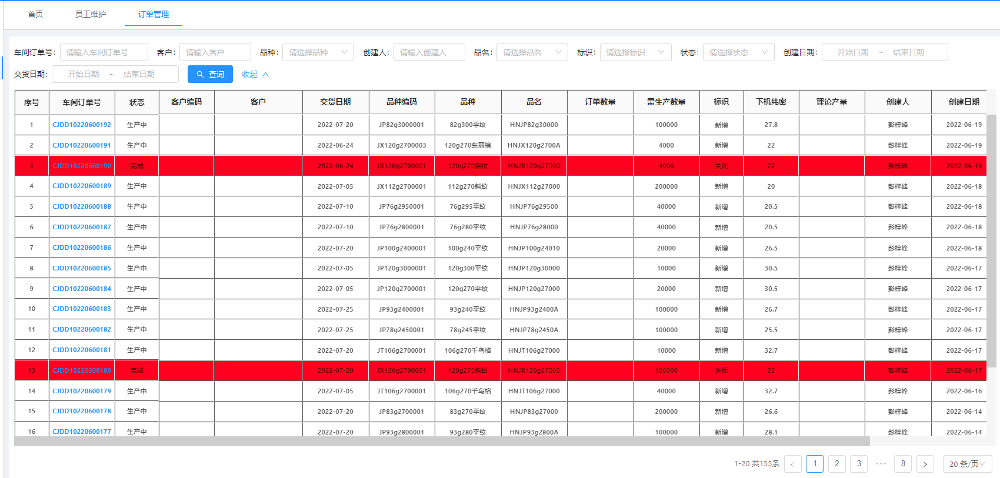 首页 员工维护 订单管理
车间订单号: 请输入车间订单号 客户: 请输入客户 品种: 请选择品种 创建人: 请输入创建人 品名: 请选择品名 标识: 请选择标识 状态: 请选择状态 创建日期: 开始日期 ~ 结束日期
交货日期: 开始日期 ~ 结束日期 查询 收起
序号 车间订单号 状态 客户编码 客户 交货日期 品种编码 品种 品名 订单数量 需生产数量 标识 下机纬密 理论产量 创建人 创建日期
1 CJDD10220600192 生产中 2022-07-20 JP82g3000001 82g300平纹 HNJP82g30000 100000 新增 27.8 彭梓峰 2022-06-19
2 CJDD10220600191 生产中 2022-06-24 JX120g2700003 120g270东丽棉 HNJX120g2700A 4000 新增 22 彭梓峰 2022-06-19
3 CJDD10220600190 完成 2022-06-24 JX120g2700001 120g270斜纹 HNJX120g27000 4000 关闭 22 彭梓峰 2022-06-19
4 CJDD10220600189 生产中 2022-07-05 JX112g2700001 112g270斜纹 HNJX112g27000 200000 新增 20 彭梓峰 2022-06-18
5 CJDD10220600188 生产中 2022-07-10 JP76g2950001 76g295平纹 HNJP76g29500 40000 新增 20.5 彭梓峰 2022-06-18
6 CJDD10220600187 生产中 2022-07-10 JP76g2800001 76g280平纹 HNJP76g28000 40000 新增 20.5 彭梓峰 2022-06-18
7 CJDD10220600186 生产中 2022-07-20 JP100g2400001 100g240平纹 HNJP100g24010 20000 新增 26.5 彭梓峰 2022-06-18
8 CJDD10220600185 生产中 2022-07-05 JP120g3000001 120g300平纹 HNJP120g30000 10000 新增 30.5 彭梓峰 2022-06-17
9 CJDD10220600184 生产中 2022-07-05 JP120g2700001 120g270平纹 HNJP120g27000 20000 新增 30.5 彭梓峰 2022-06-17
10 CJDD10220600183 生产中 2022-07-25 JP93g2400001 93g240平纹 HNJP93g2400A 100000 新增 26.7 彭梓峰 2022-06-17
11 CJDD10220600182 生产中 2022-07-25 JP78g2450001 78g245平纹 HNJP78g2450A 100000 新增 25.5 彭梓峰 2022-06-17
12 CJDD10220600181 生产中 2022-07-20 JT106g2700001 106g270千鸟格 HNJT106g27000 10000 新增 32.7 彭梓峰 2022-06-17
13 CJDD10220600180 完成 2022-07-20 JX120g2700001 120g270斜纹 HNJX120g27000 100000 关闭 22 彭梓峰 2022-06-17
14 CJDD10220600179 生产中 2022-07-05 JT106g2700001 106g270千鸟格 HNJT106g27000 40000 新增 32.7 彭梓峰 2022-06-16
15 CJDD10220600178 生产中 2022-07-20 JP83g2700001 83g270平纹 HNJP83g27000 200000 新增 26.6 彭梓峰 2022-06-14
16 CJDD10220600177 生产中 2022-07-20 JP93g2800001 93g280平纹 HNJP93g2800A 100000 新增 28.1 彭梓峰 2022-06-14
1-20 共155条 < 1 2 3 ••• 8 > 20 条/页